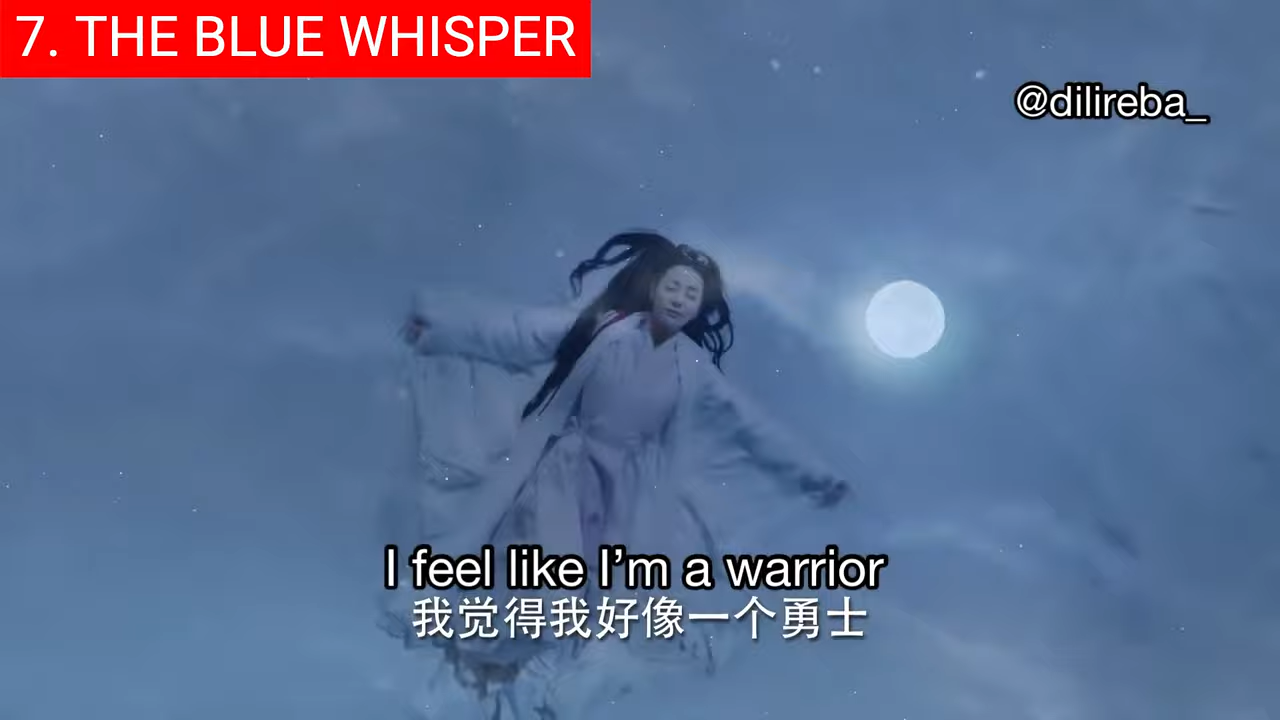 7. THE BLUE WHISPER
@dilireba_
I feel like I'm a warrior
我觉得我好像一个勇士